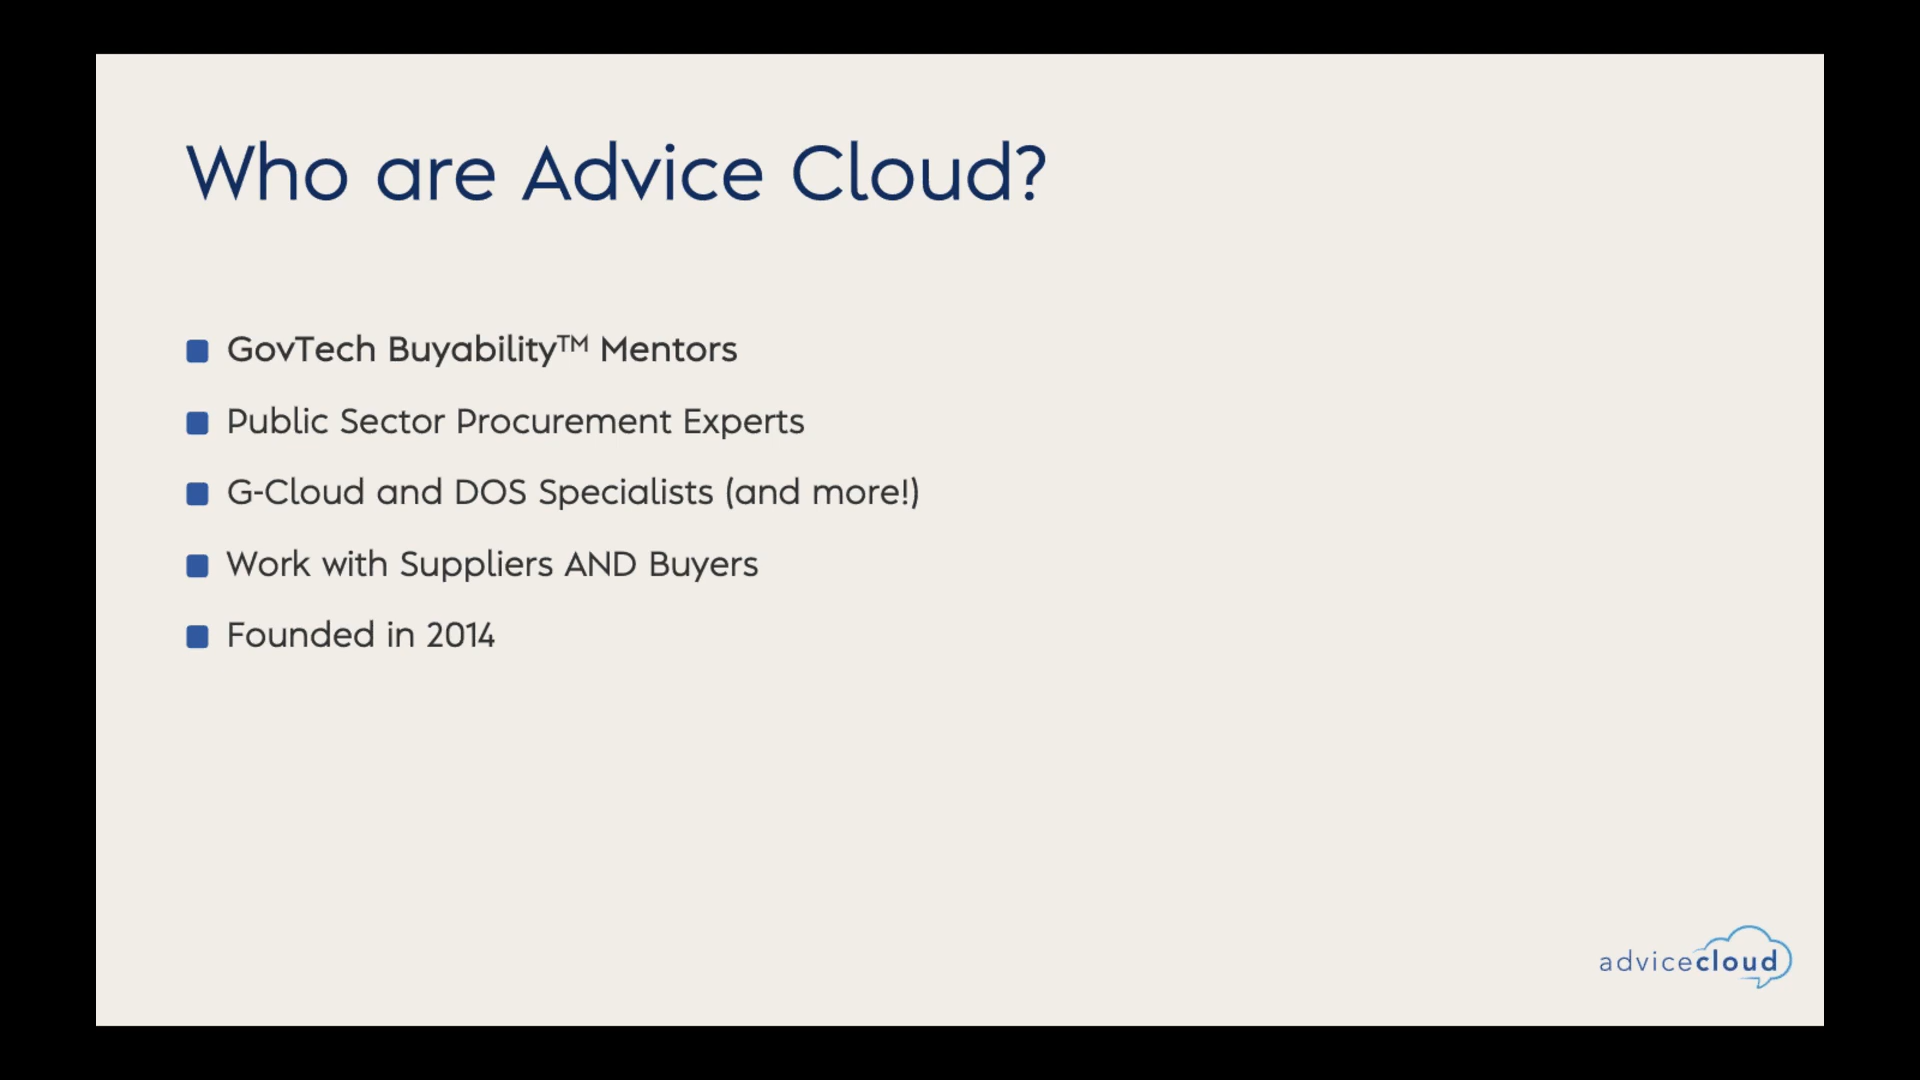 Who are Advice Cloud?
GovTech Buyability™ Mentors
Public Sector Procurement Experts
G-Cloud and DOS Specialists (and more!)
Work with Suppliers AND Buyers
Founded in 2014
advicecloud